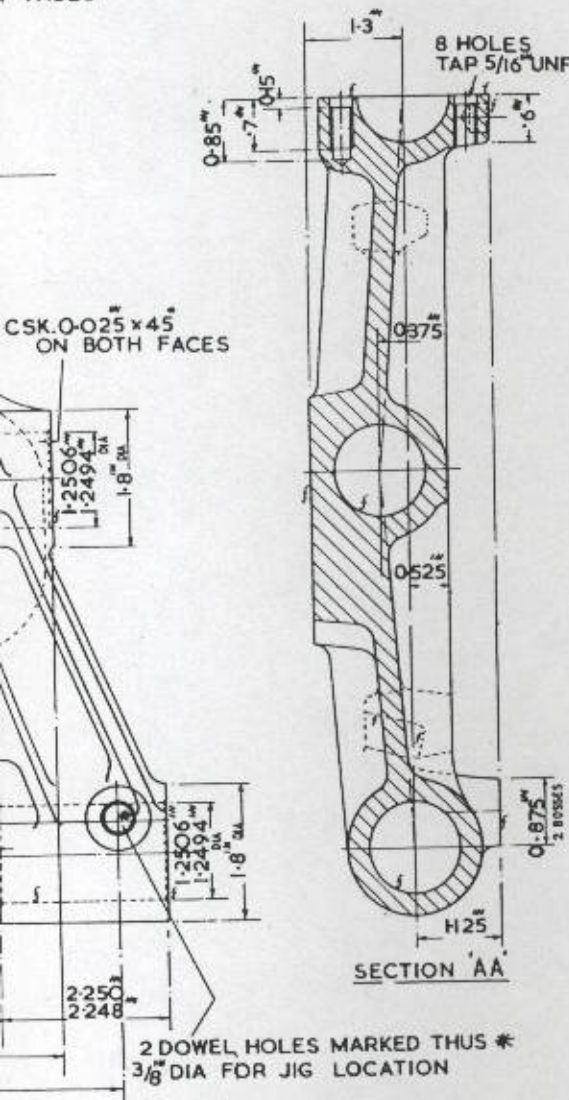 1·3"
8 HOLES
TAP 5/16" UNF
0·15"
·7"
0·85"
·6"
CSK. 0·025" × 45°
ON BOTH FACES
0·375"
1·2506"
1·2494"
DIA
1·8" DIA
0·525"
1·2506"
1·2494"
DIA
1·8" DIA
0·875"
2 BOSSES
1·125"
SECTION 'AA'
2·250"
2·248"
2 DOWEL HOLES MARKED THUS *
3/8" DIA FOR JIG LOCATION